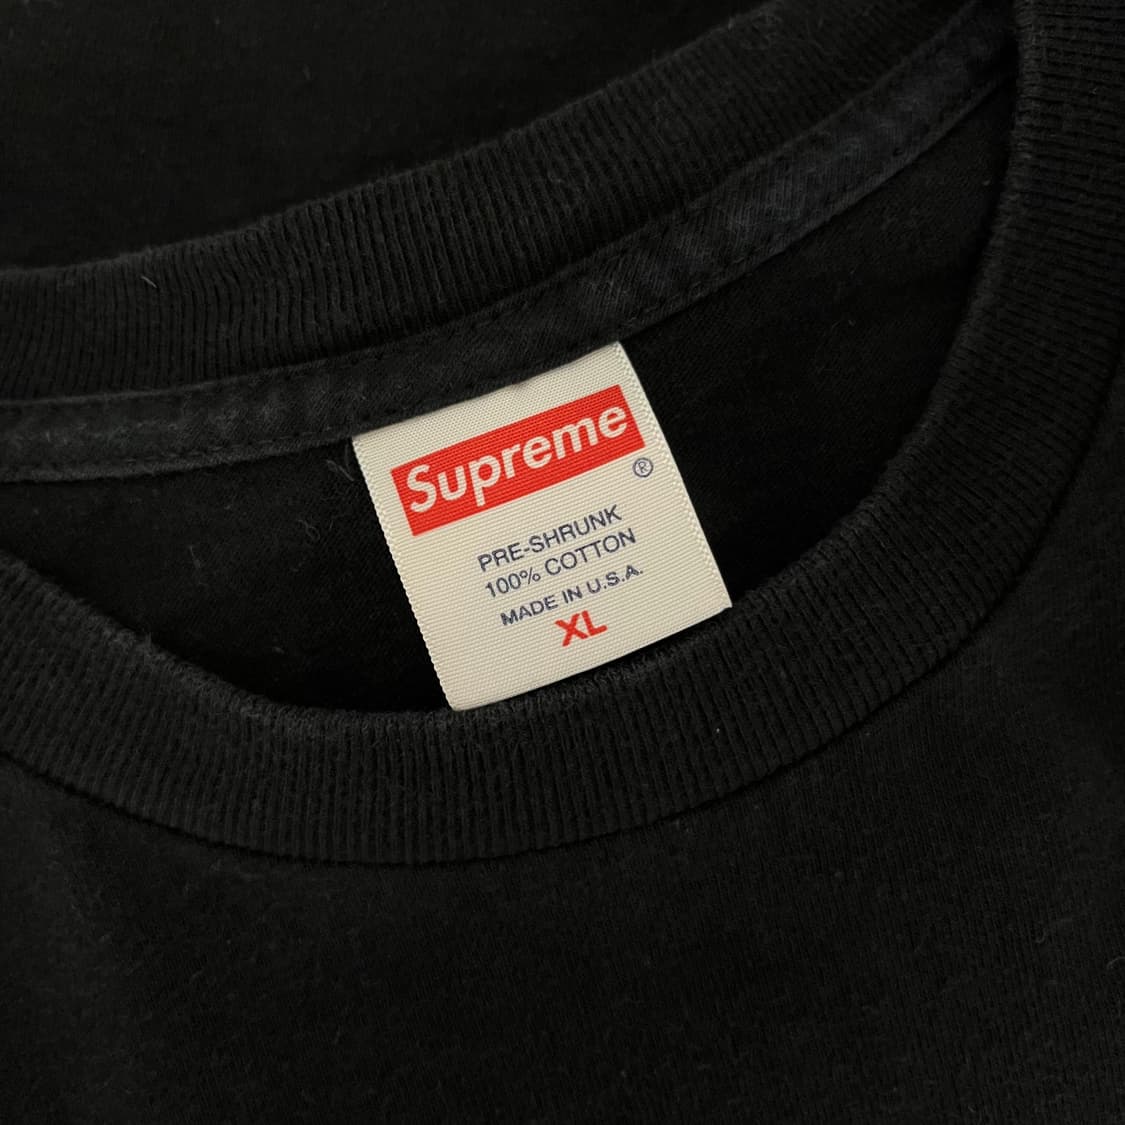 Supreme
®
PRE-SHRUNK
100% COTTON
MADE IN U.S.A.
XL